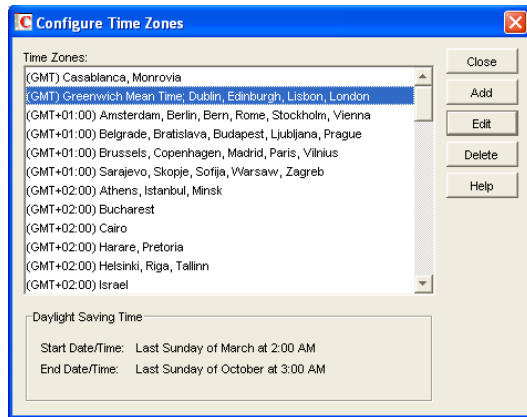 Configure Time Zones
Time Zones:
(GMT) Casablanca, Monrovia
(GMT) Greenwich Mean Time; Dublin, Edinburgh, Lisbon, London
(GMT+01:00) Amsterdam, Berlin, Bern, Rome, Stockholm, Vienna
(GMT+01:00) Belgrade, Bratislava, Budapest, Ljubljana, Prague
(GMT+01:00) Brussels, Copenhagen, Madrid, Paris, Vilnius
(GMT+01:00) Sarajevo, Skopje, Sofija, Warsaw, Zagreb
(GMT+02:00) Athens, Istanbul, Minsk
(GMT+02:00) Bucharest
(GMT+02:00) Cairo
(GMT+02:00) Harare, Pretoria
(GMT+02:00) Helsinki, Riga, Tallinn
(GMT+02:00) Israel
Close
Add
Edit
Delete
Help
Daylight Saving Time
Start Date/Time: Last Sunday of March at 2:00 AM
End Date/Time: Last Sunday of October at 3:00 AM